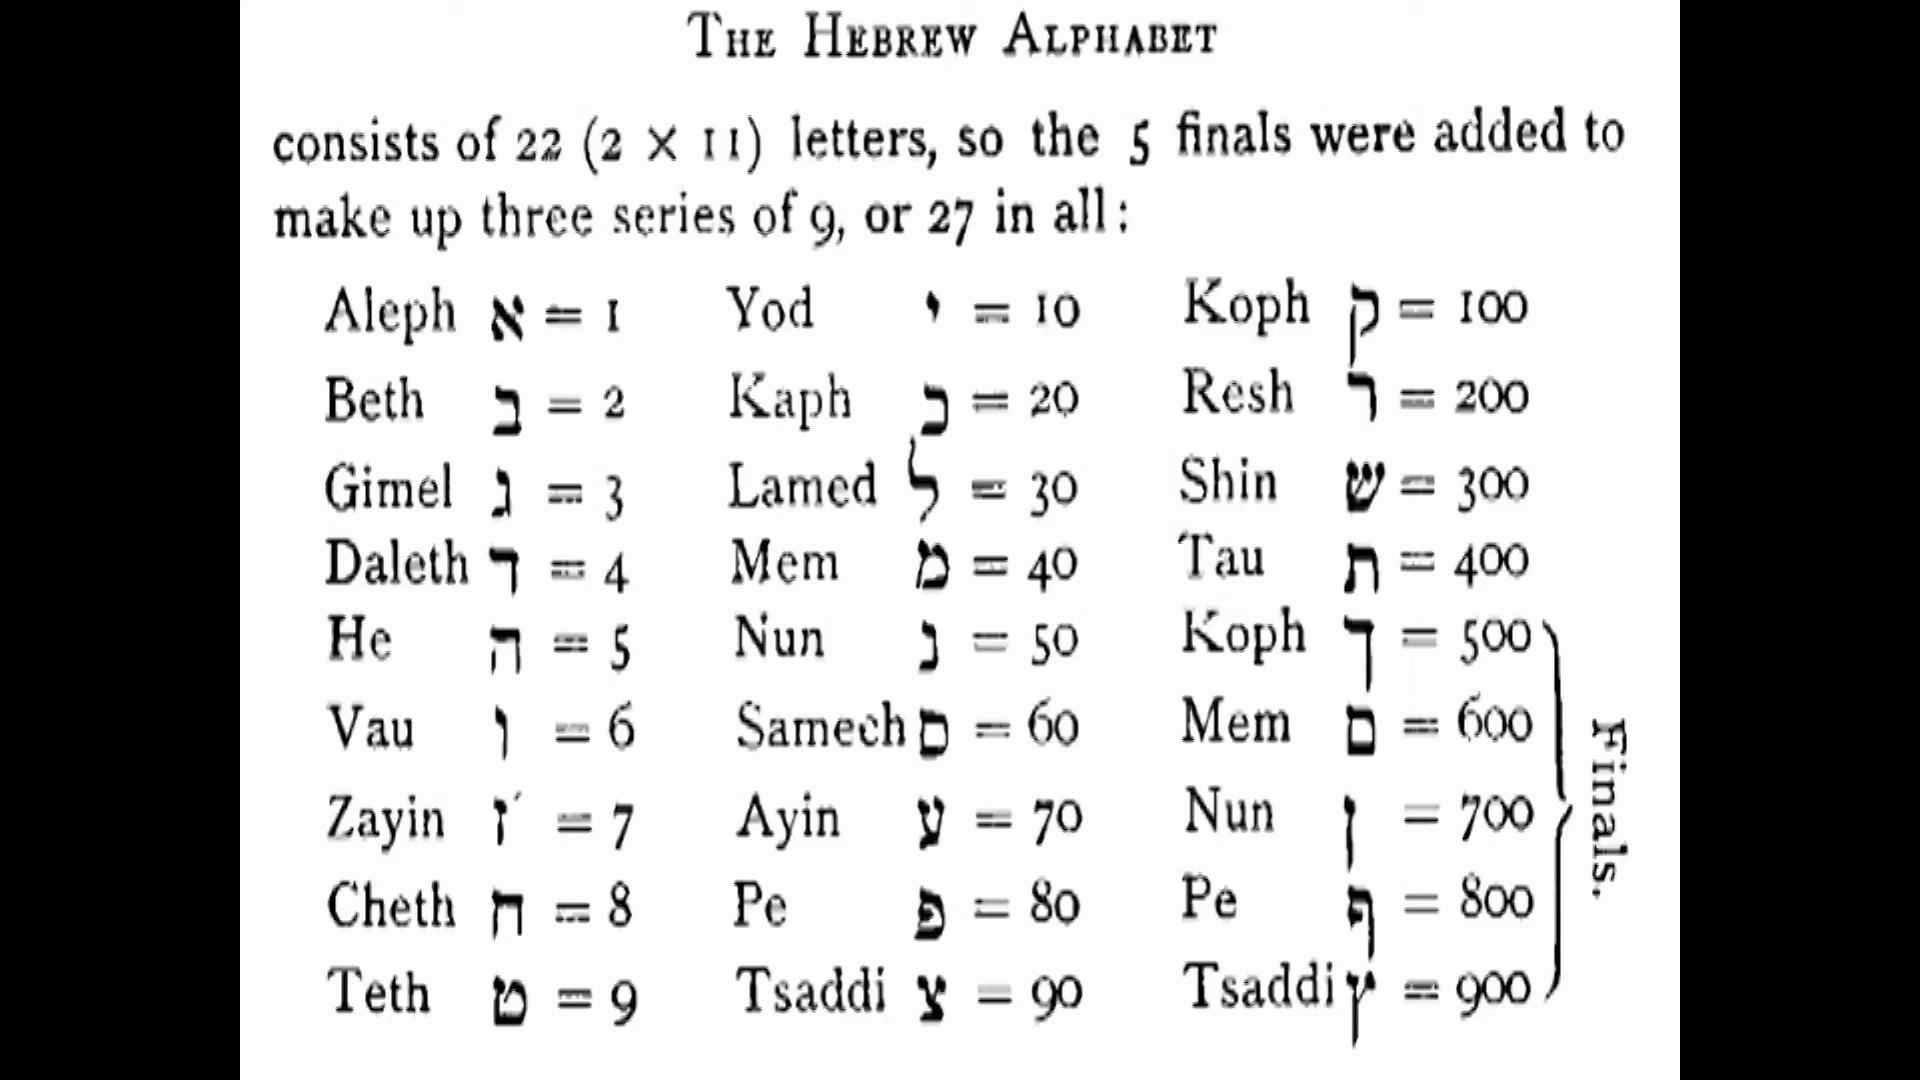 THE HEBREW ALPHABET
consists of 22 (2 × 11) letters, so the 5 finals were added to
make up three series of 9, or 27 in all:
Aleph א = 1 Yod י = 10 Koph ק = 100
Beth ב = 2 Kaph כ = 20 Resh ר = 200
Gimel ג = 3 Lamed ל = 30 Shin ש = 300
Daleth ד = 4 Mem מ = 40 Tau ת = 400
He ה = 5 Nun נ = 50 Koph ך = 500
Vau ו = 6 Samech ם = 60 Mem ם = 600
Zayin ז = 7 Ayin ע = 70 Nun ן = 700
Cheth ח = 8 Pe פ = 80 Pe ף = 800
Teth ט = 9 Tsaddi צ = 90 Tsaddi ץ = 900
Finals.